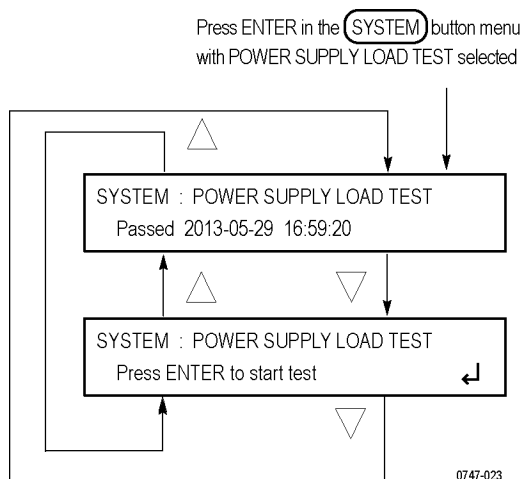 Press ENTER in the SYSTEM button menu
with POWER SUPPLY LOAD TEST selected
SYSTEM : POWER SUPPLY LOAD TEST
Passed 2013-05-29 16:59:20
SYSTEM : POWER SUPPLY LOAD TEST
Press ENTER to start test
0747-023